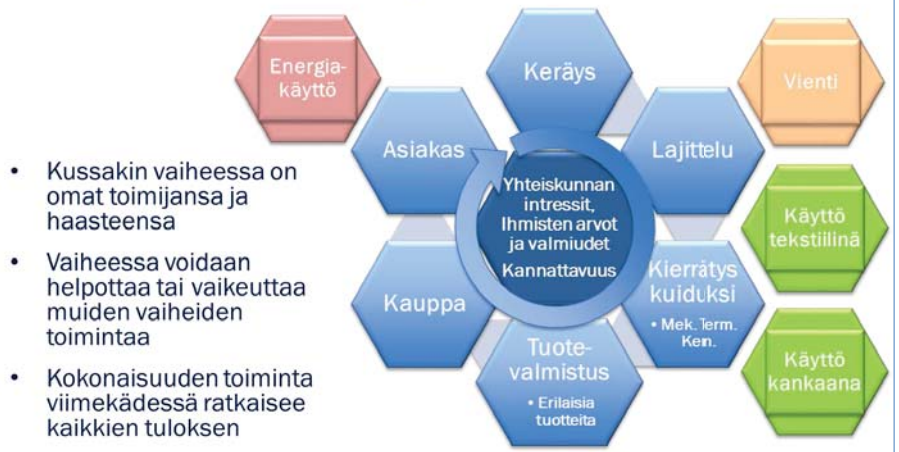 Energia-
käyttö
Keräys
Vienti
Asiakas
Lajittelu
• Kussakin vaiheessa on
omat toimijansa ja
haasteensa
• Vaiheessa voidaan
helpottaa tai vaikeuttaa
muiden vaiheiden
toimintaa
• Kokonaisuuden toiminta
viimekädessä ratkaisee
kaikkien tuloksen
Yhteiskunnan
intressit,
Ihmisten arvot
ja valmiudet
Kannattavuus
Käyttö
tekstiilinä
Kauppa
Kierrätys
kuiduksi
• Mek. Term.
Kem.
Tuote-
valmistus
• Erilaisia
tuotteita
Käyttö
kankaana